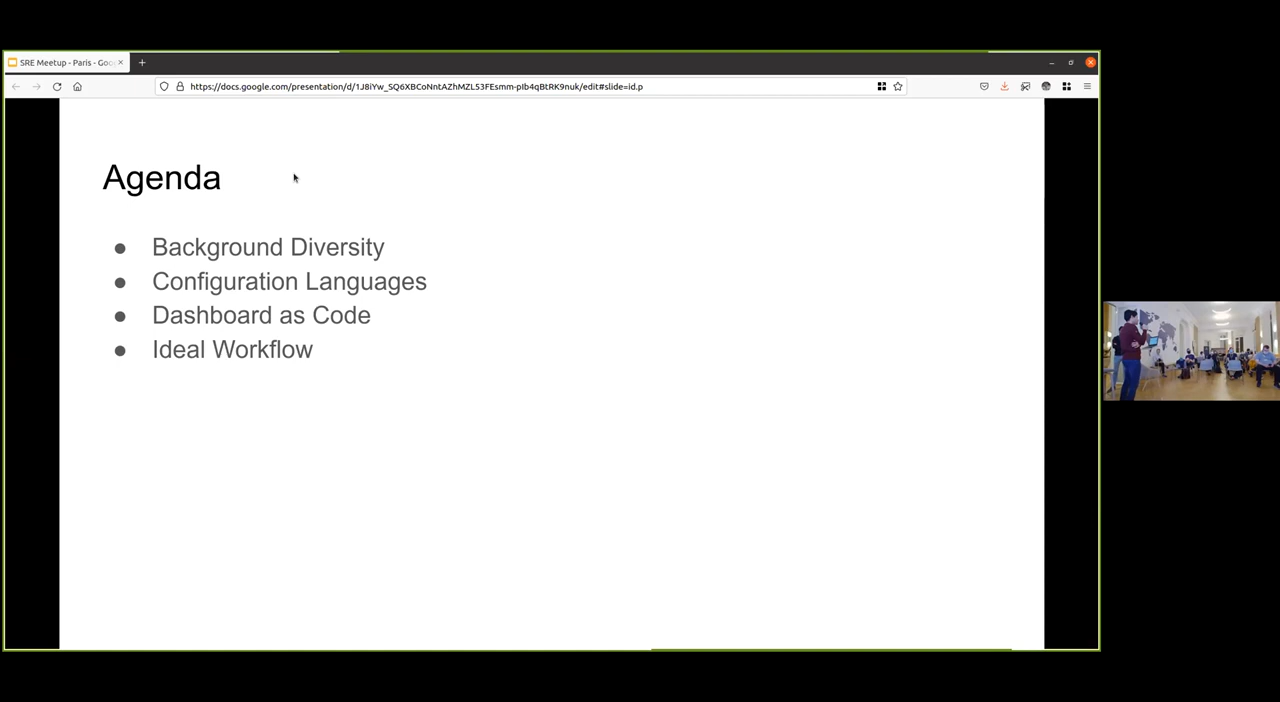 SRE Meetup - Paris - Goo
https://docs.google.com/presentation/d/1J8iYw_SQ6XBCoNntAZhMZL53FEsmm-pIb4qBtRK9nuk/edit#slide=id.p
Agenda
● Background Diversity
● Configuration Languages
● Dashboard as Code
● Ideal Workflow